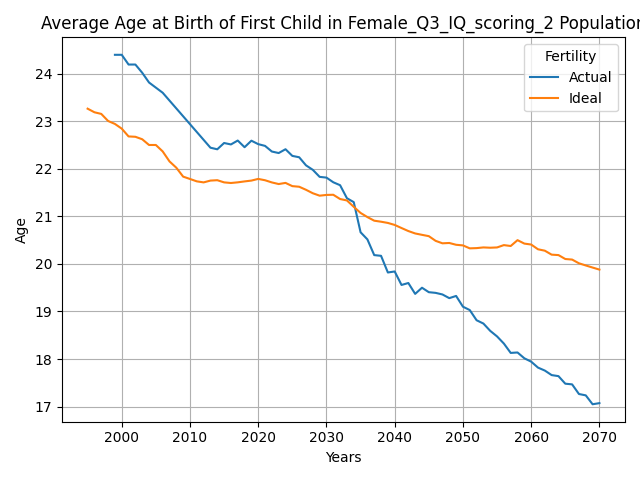 Average Age at Birth of First Child in Female_Q3_IQ_scoring_2 Population
Fertility
Actual
Ideal
24
23
22
21
20
19
18
17
Age
2000
2010
2020
2030
2040
2050
2060
2070
Years